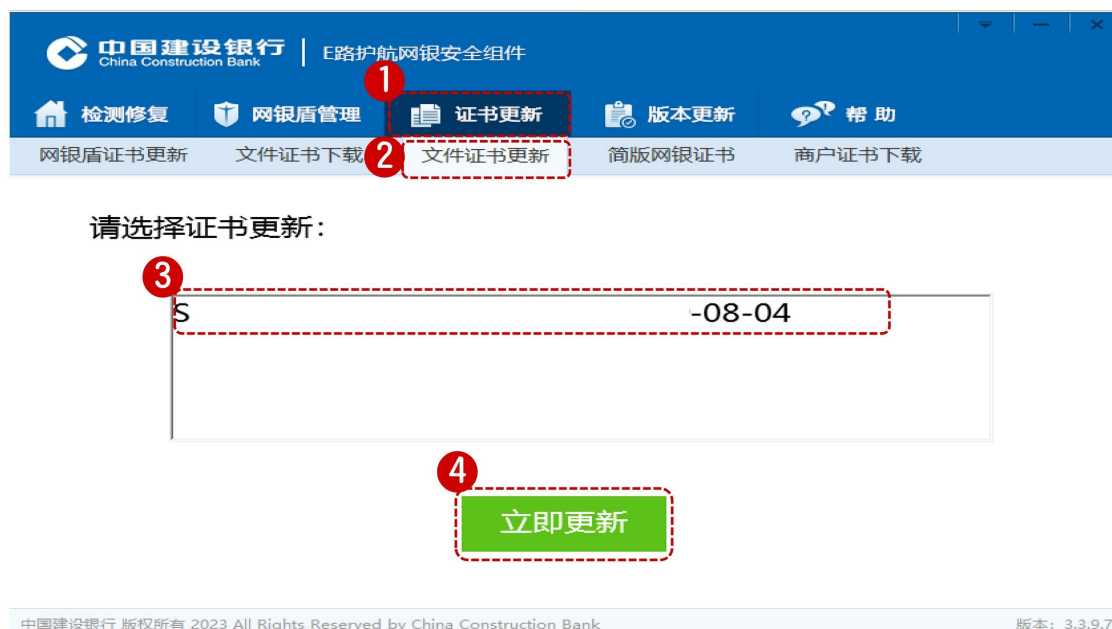 中国建设银行 E路护航网银安全组件
China Construction Bank
1
检测修复 网银盾管理 证书更新 版本更新 帮 助
网银盾证书更新 文件证书下载 2 文件证书更新 简版网银证书 商户证书下载
请选择证书更新：
3
S -08-04
4
立即更新
中国建设银行 版权所有 2023 All Rights Reserved by China Construction Bank 版本：3.3.9.7